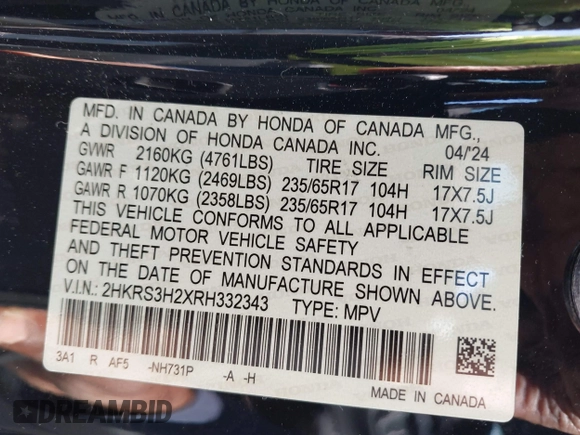 MFD. IN CANADA BY HONDA OF CANADA MFG.,
A DIVISION OF HONDA CANADA INC. 04/'24
GVWR 2160KG (4761LBS) TIRE SIZE RIM SIZE
GAWR F 1120KG (2469LBS) 235/65R17 104H 17X7.5J
GAWR R 1070KG (2358LBS) 235/65R17 104H 17X7.5J
THIS VEHICLE CONFORMS TO ALL APPLICABLE
FEDERAL MOTOR VEHICLE SAFETY
AND THEFT PREVENTION STANDARDS IN EFFECT
ON THE DATE OF MANUFACTURE SHOWN ABOVE.
V.I.N.: 2HKRS3H2XRH332343 TYPE: MPV
3A1 R AF5 -NH731P -A -H
MADE IN CANADA
DREAMBID